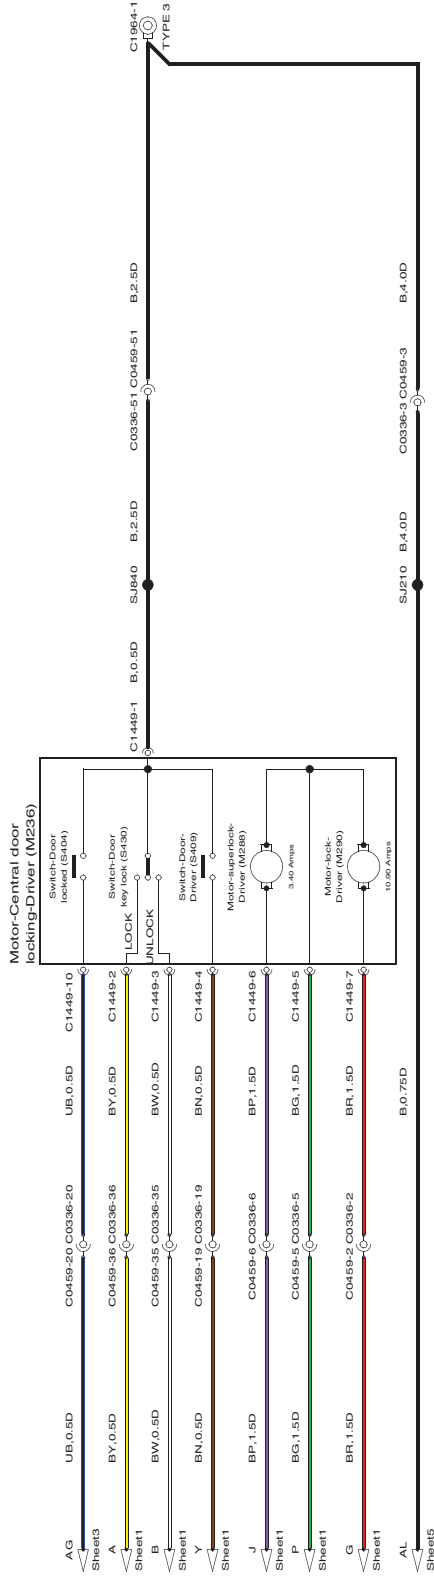 C1964-1
TYPE 3
B,2.5D
B,4.0D
C0336-51 C0459-51
C0336-3 C0459-3
B,2.5D
B,4.0D
SJ840
SJ210
B,0.5D
C1449-1
Motor-Central door
locking-Driver (M236)
Switch-Door
locked (S404)
Switch-Door
key lock (S430)
LOCK
UNLOCK
Switch-Door-
Driver (S409)
Motor-superlock-
Driver (M288)
3.40 Amps
Motor-lock-
Driver (M290)
10.90 Amps
C1449-10
C1449-2
C1449-3
C1449-4
C1449-6
C1449-5
C1449-7
UB,0.5D
BY,0.5D
BW,0.5D
BN,0.5D
BP,1.5D
BG,1.5D
BR,1.5D
B,0.75D
C0459-20 C0336-20
C0459-36 C0336-36
C0459-35 C0336-35
C0459-19 C0336-19
C0459-6 C0336-6
C0459-5 C0336-5
C0459-2 C0336-2
UB,0.5D
BY,0.5D
BW,0.5D
BN,0.5D
BP,1.5D
BG,1.5D
BR,1.5D
AG
Sheet3
A
Sheet1
B
Sheet1
Y
Sheet1
J
Sheet1
P
Sheet1
G
Sheet1
AL
Sheet5